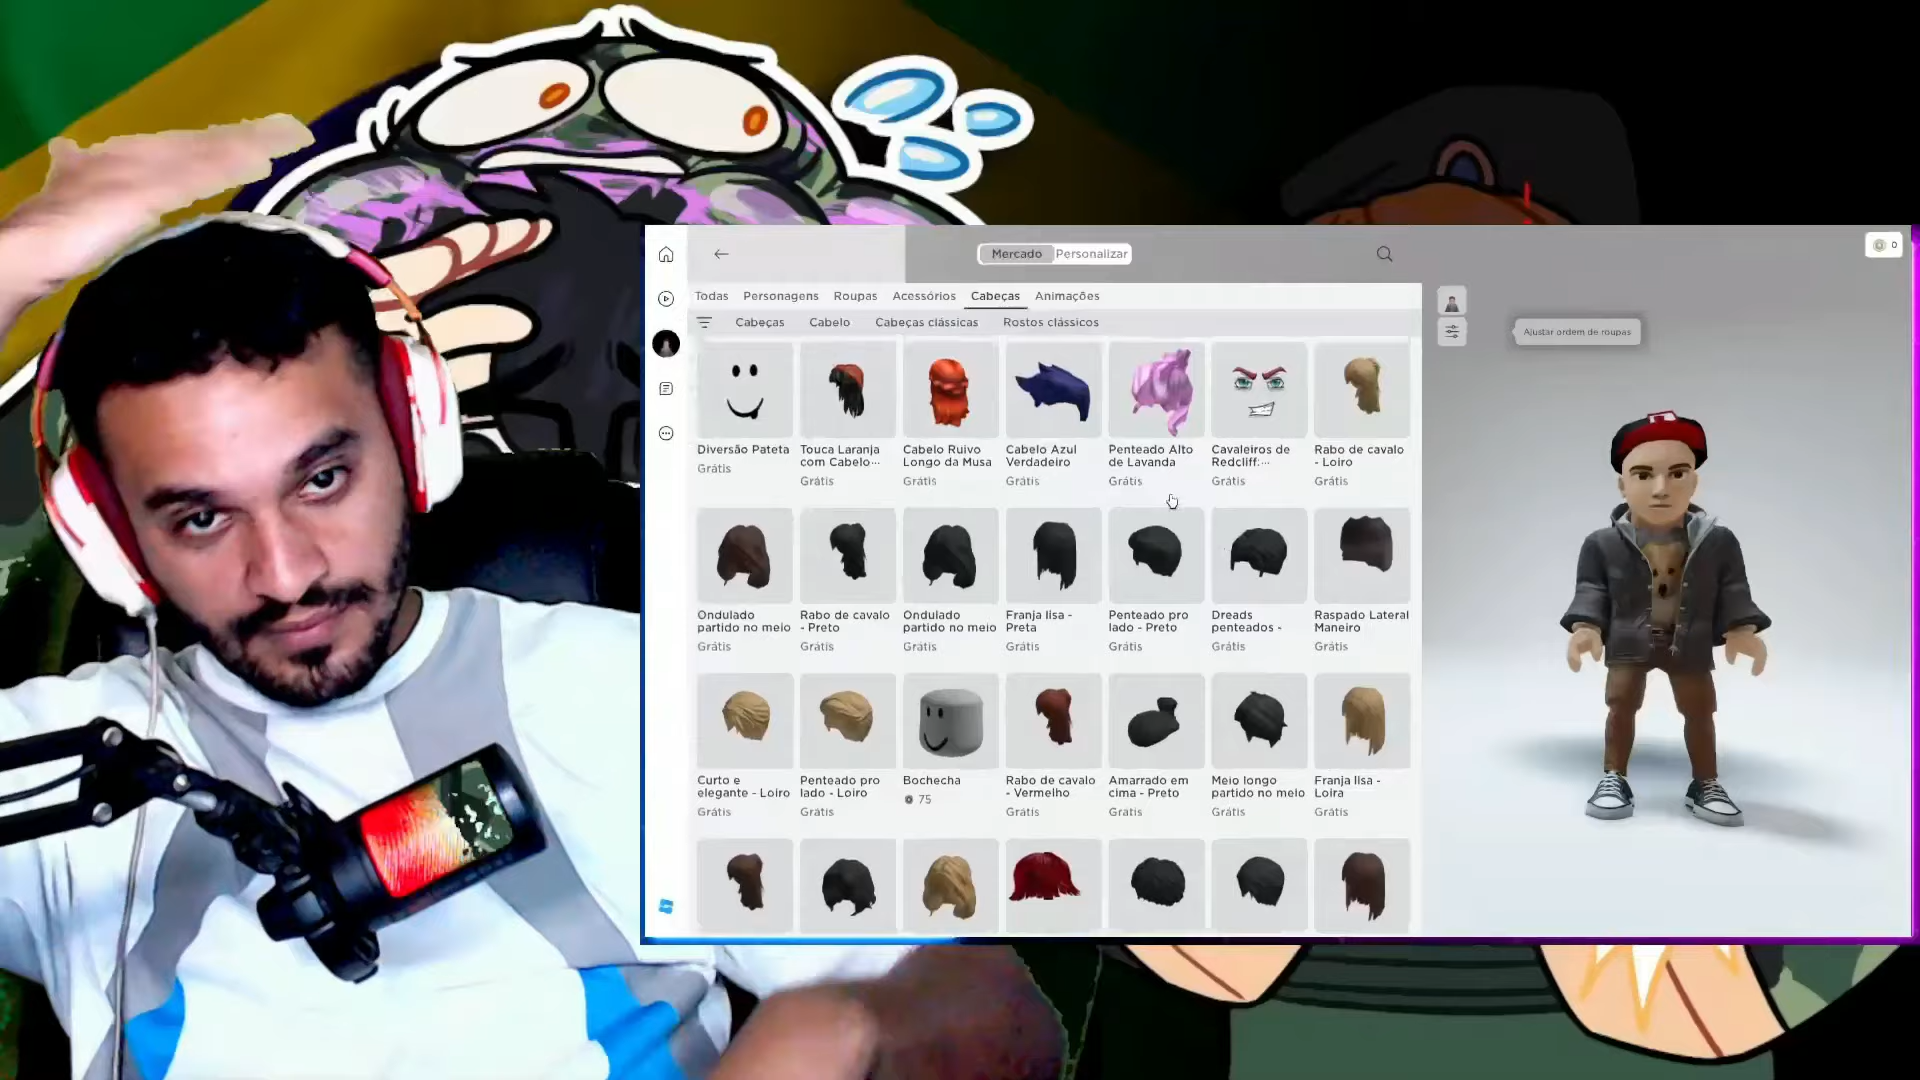 Mercado Personalizar
0
Todas Personagens Roupas Acessórios Cabeças Animações
Cabeças Cabelo Cabeças clássicas Rostos clássicos
Ajustar ordem de roupas
Diversão Pateta
Grátis
Touca Laranja
com Cabelo...
Grátis
Cabelo Ruivo
Longo da Musa
Grátis
Cabelo Azul
Verdadeiro
Grátis
Penteado Alto
de Lavanda
Grátis
Cavaleiros de
Redcliff:...
Grátis
Rabo de cavalo
- Loiro
Grátis
Ondulado
partido no meio
Grátis
Rabo de cavalo
- Preto
Grátis
Ondulado
partido no meio
Grátis
Franja lisa -
Preta
Grátis
Penteado pro
lado - Preto
Grátis
Dreads
penteados -
Grátis
Raspado Lateral
Maneiro
Grátis
Curto e
elegante - Loiro
Grátis
Penteado pro
lado - Loiro
Grátis
Bochecha
75
Rabo de cavalo
- Vermelho
Grátis
Amarrado em
cima - Preto
Grátis
Meio longo
partido no meio
Grátis
Franja lisa -
Loira
Grátis